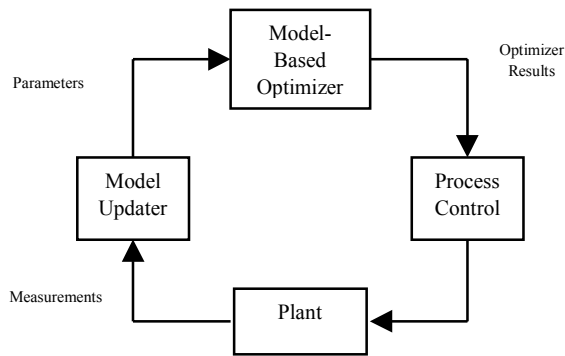 Model-
Based
Optimizer
Optimizer
Results
Parameters
Model
Updater
Process
Control
Measurements
Plant